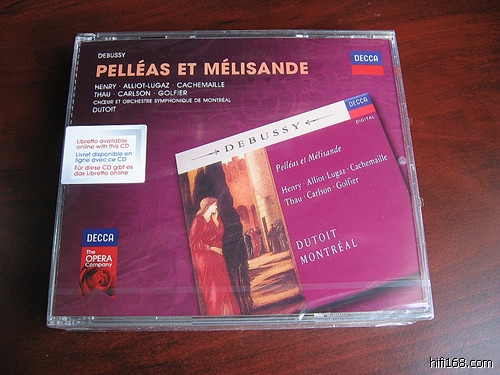 DEBUSSY
PELLÉAS ET MÉLISANDE
HENRY · ALLIOT-LUGAZ · CACHEMAILLE
THAU · CARLSON · GOLFIER
CHŒUR ET ORCHESTRE SYMPHONIQUE DE MONTRÉAL
DUTOIT
DECCA
Libretto available
online with this CD
Livret disponible en
ligne avec ce CD
Für diese CD gibt es
das Libretto online
DEBUSSY
DECCA
DIGITAL
Pelléas et Mélisande
Henry · Alliot-Lugaz · Cachemaille
Thau · Carlson · Golfier
DUTOIT
MONTRÉAL
DECCA
The
OPERA
Company
hifi168.com